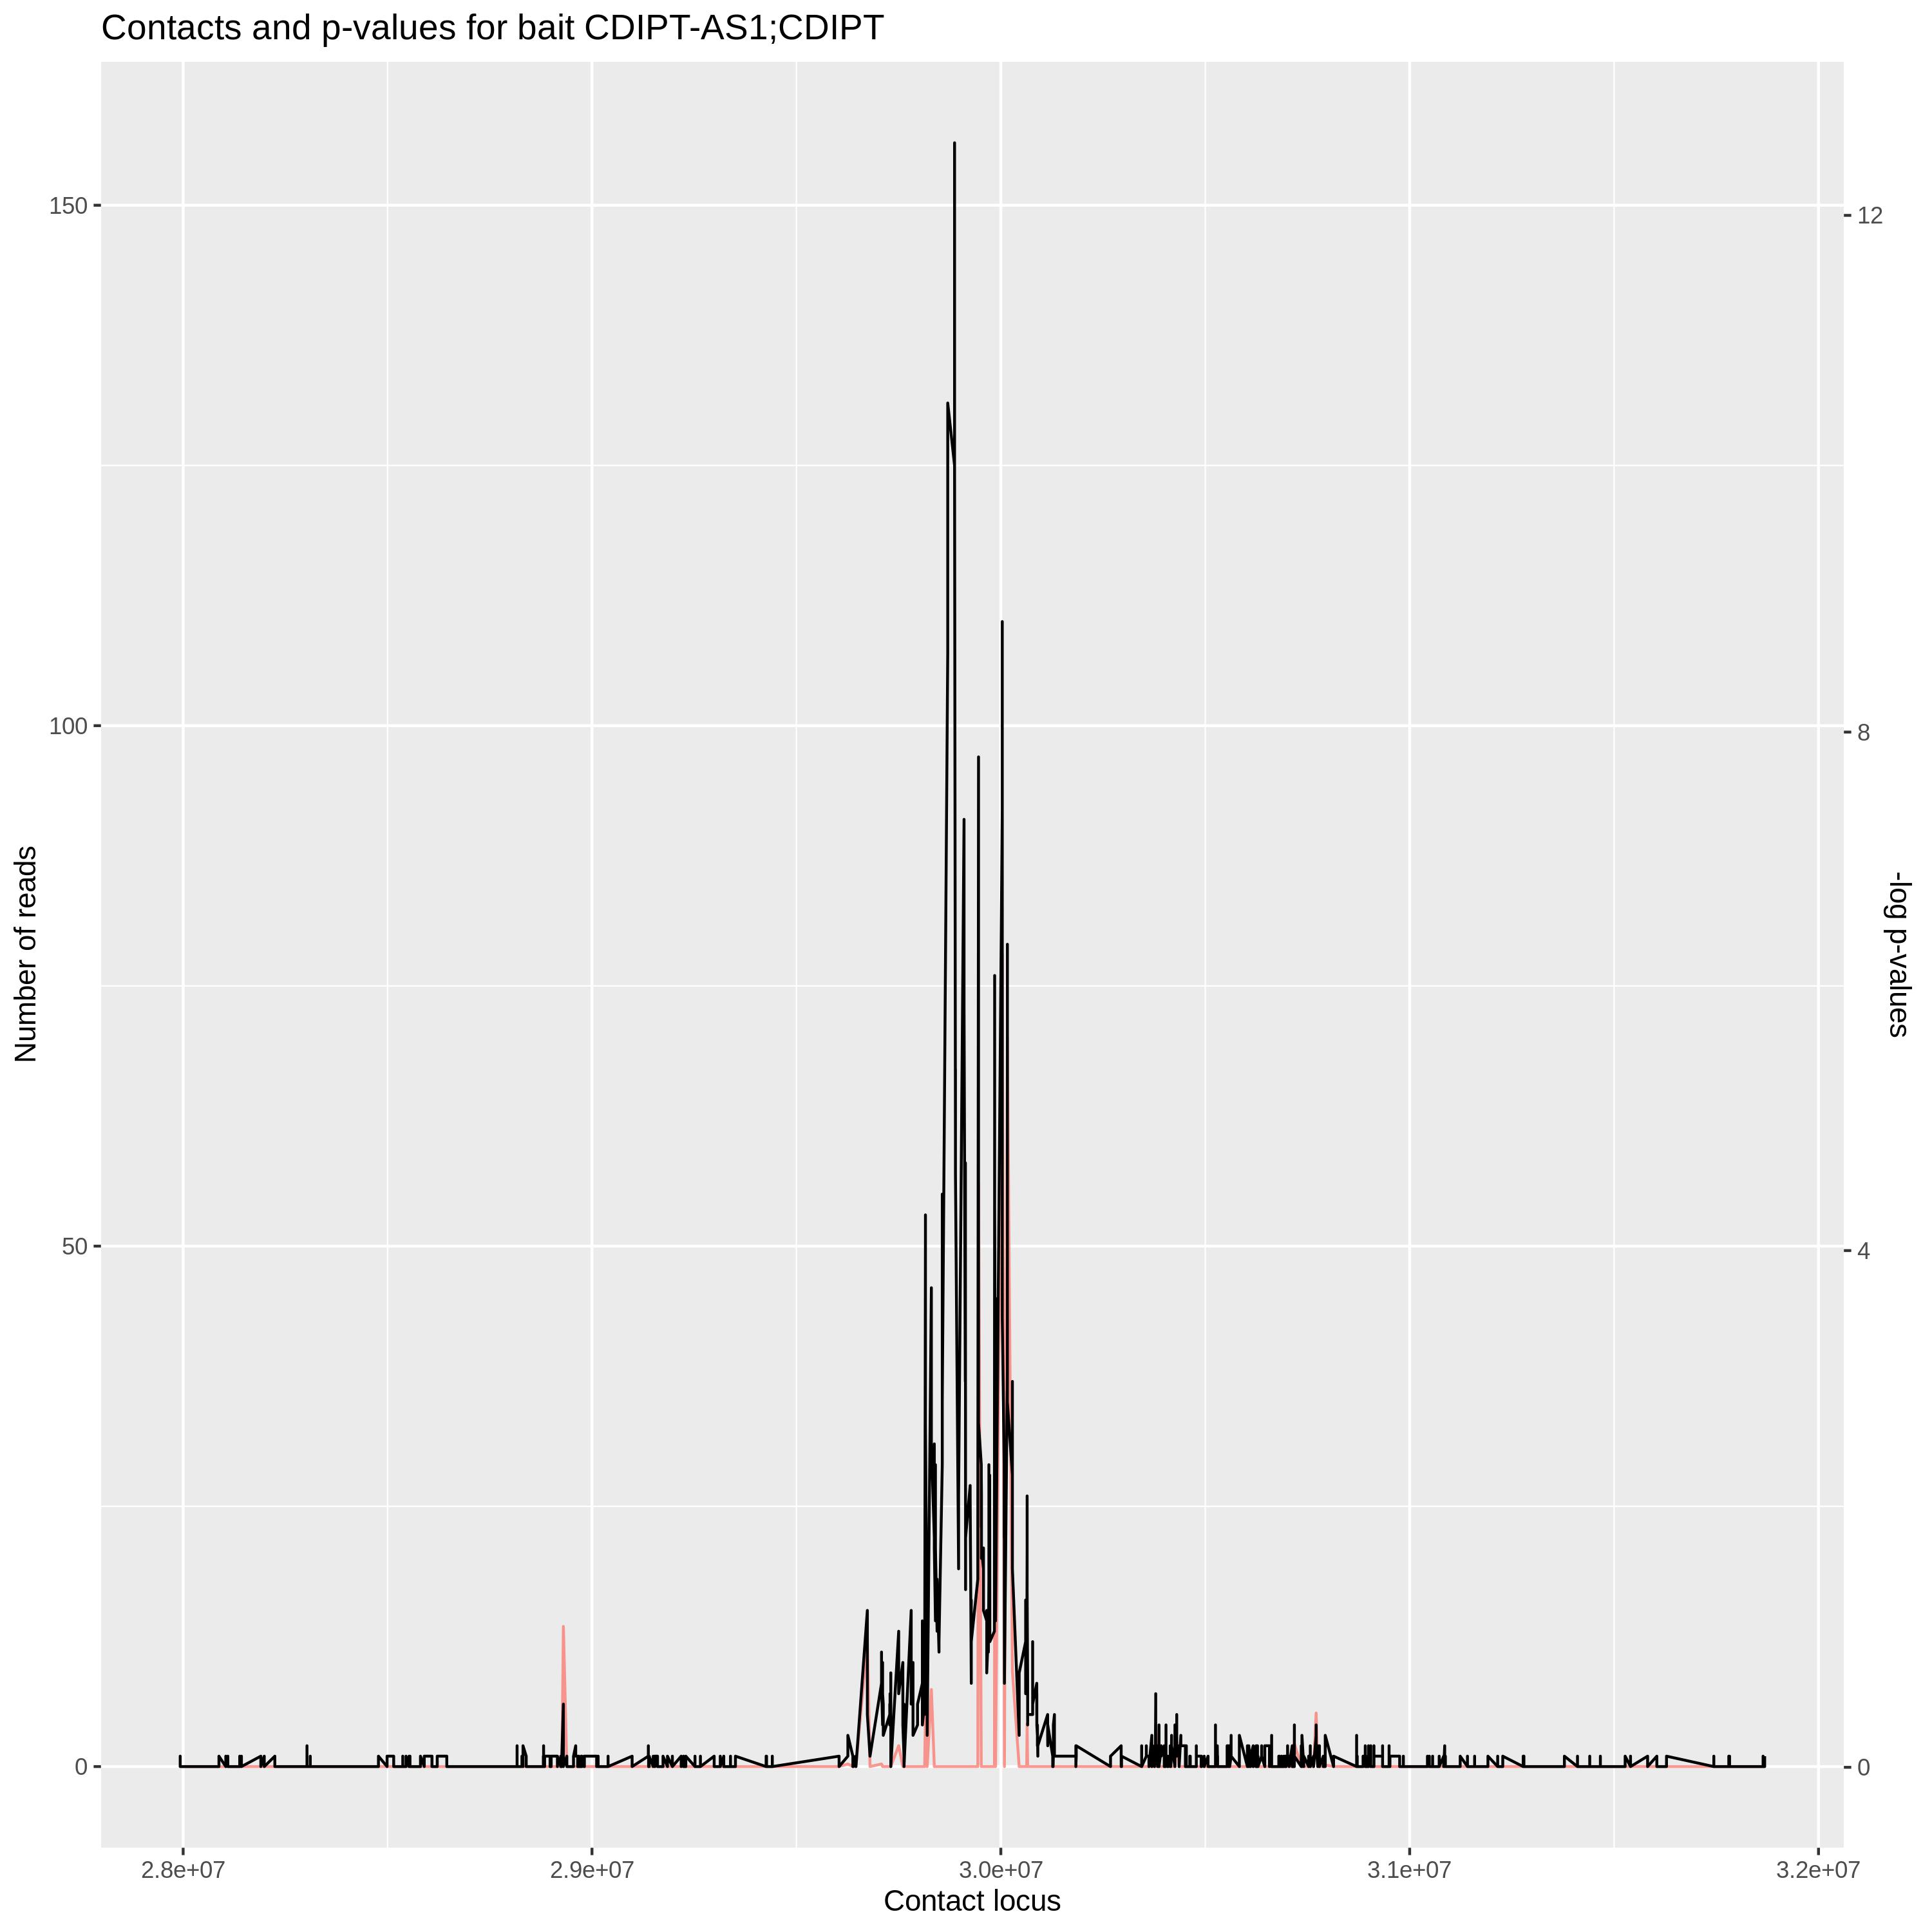 Contacts and p-values for bait CDIPT-AS1;CDIPT
150
100
50
0
12
8
4
0
Number of reads
-log p-values
2.8e+07 2.9e+07 3.0e+07 3.1e+07 3.2e+07
Contact locus